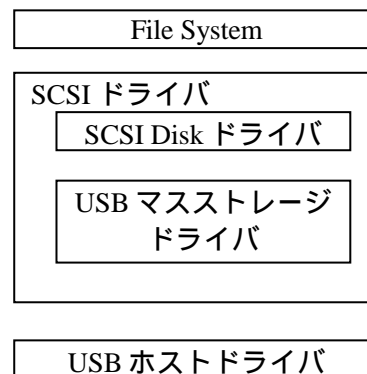 File System
SCSI ドライバ
SCSI Disk ドライバ
USB マスストレージ
ドライバ
USB ホストドライバ